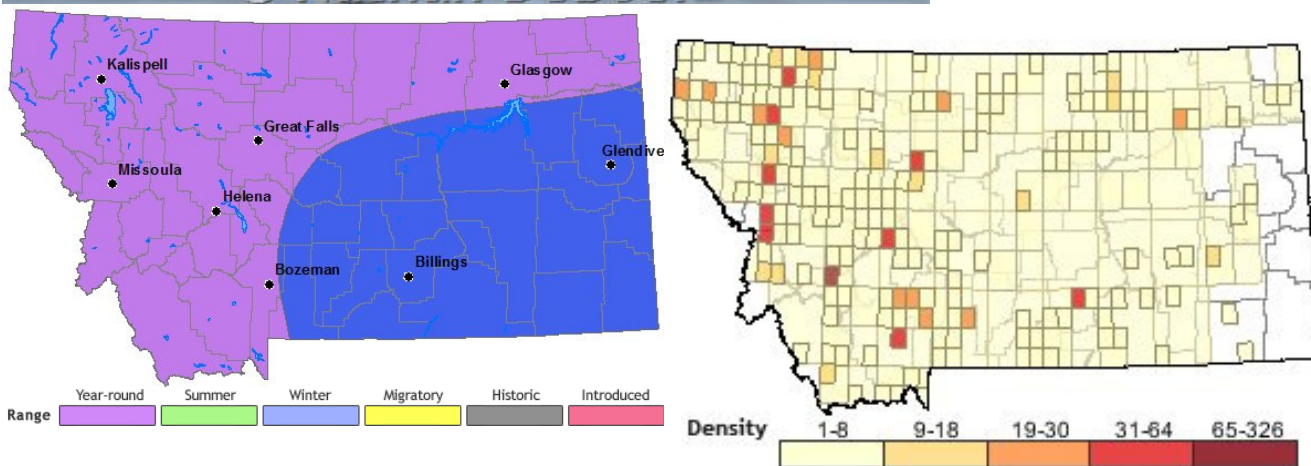 Kalispell
Glasgow
Great Falls
Glendive
Missoula
Helena
Bozeman
Billings
Range
Year-round
Summer
Winter
Migratory
Historic
Introduced
Density
1-8
9-18
19-30
31-64
65-326